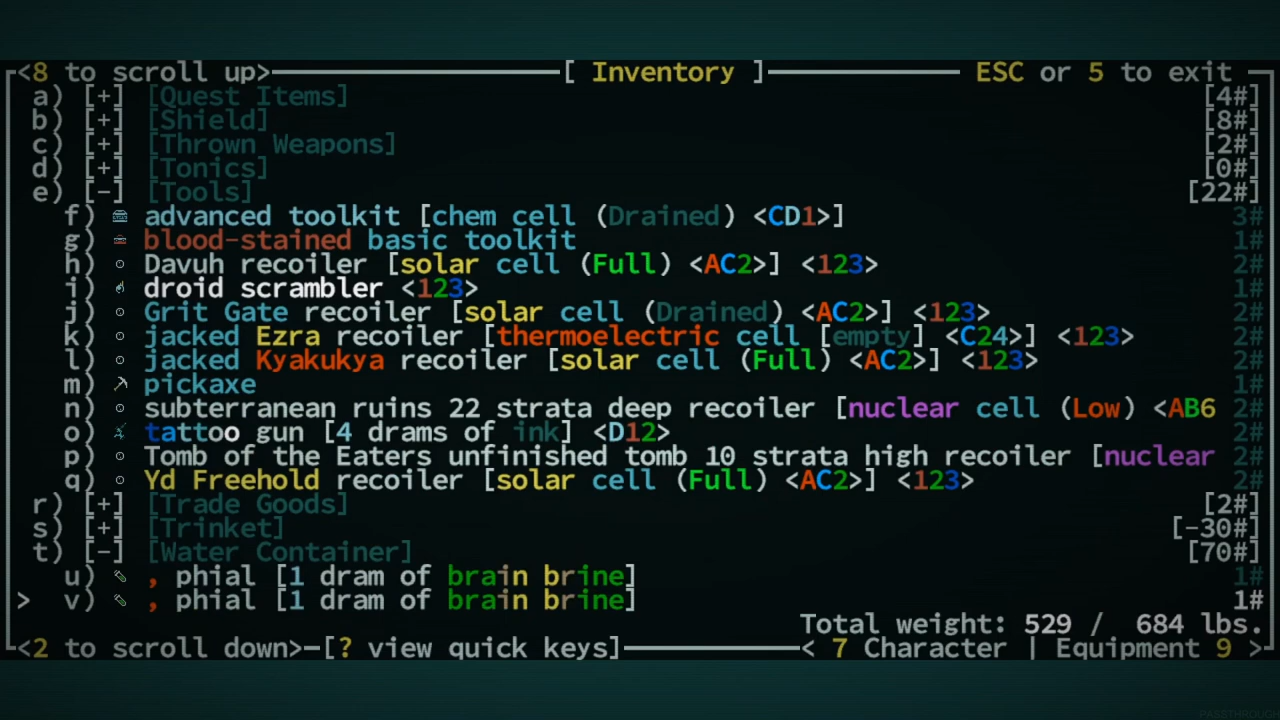 <8 to scroll up> [ Inventory ] ESC or 5 to exit
a) [+] [Quest Items] [4#]
b) [+] [Shield] [8#]
c) [+] [Thrown Weapons] [2#]
d) [+] [Tonics] [0#]
e) [-] [Tools] [22#]
f) advanced toolkit [chem cell (Drained) <CD1>] 3#
g) blood-stained basic toolkit 1#
h) Davuh recoiler [solar cell (Full) <AC2>] <123> 2#
i) droid scrambler <123> 1#
j) Grit Gate recoiler [solar cell (Drained) <AC2>] <123> 2#
k) jacked Ezra recoiler [thermoelectric cell [empty] <C24>] <123> 2#
l) jacked Kyakukya recoiler [solar cell (Full) <AC2>] <123> 2#
m) pickaxe 1#
n) subterranean ruins 22 strata deep recoiler [nuclear cell (Low) <AB6 2#
o) tattoo gun [4 drams of ink] <D12> 2#
p) Tomb of the Eaters unfinished tomb 10 strata high recoiler [nuclear 2#
q) Yd Freehold recoiler [solar cell (Full) <AC2>] <123> 2#
r) [+] [Trade Goods] [2#]
s) [+] [Trinket] [-30#]
t) [-] [Water Container] [70#]
u) , phial [1 dram of brain brine] 1#
> v) , phial [1 dram of brain brine] 1#
Total weight: 529 / 684 lbs.
<2 to scroll down> [? view quick keys] < 7 Character | Equipment 9 >